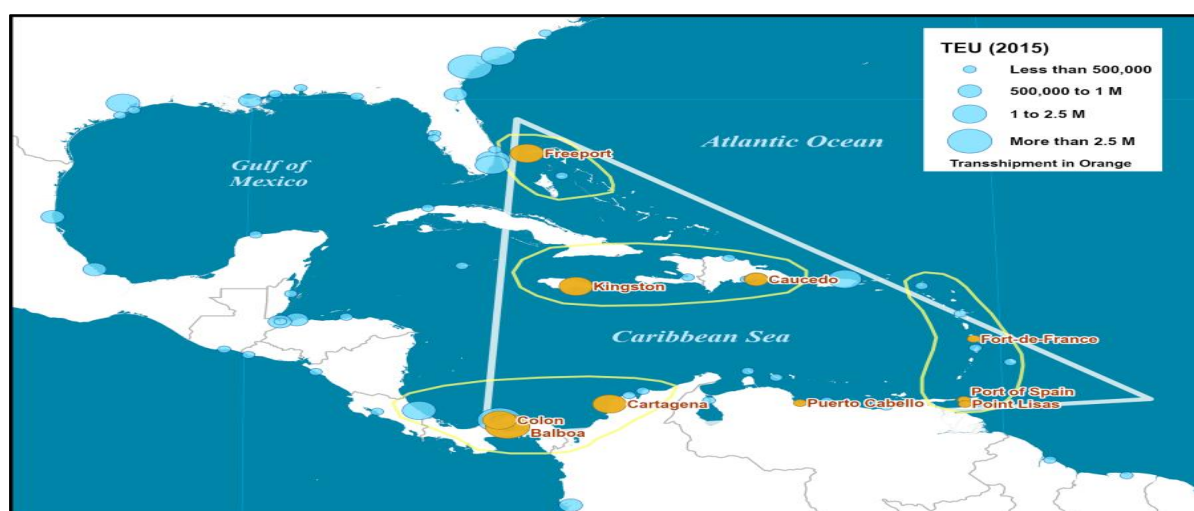 TEU (2015)
Less than 500,000
500,000 to 1 M
1 to 2.5 M
More than 2.5 M
Transshipment in Orange
Atlantic Ocean
Gulf of
Mexico
Freeport
Kingston
Caucedo
Caribbean Sea
Fort-de-France
Port of Spain
Point Lisas
Puerto Cabello
Cartagena
Colon
Balboa